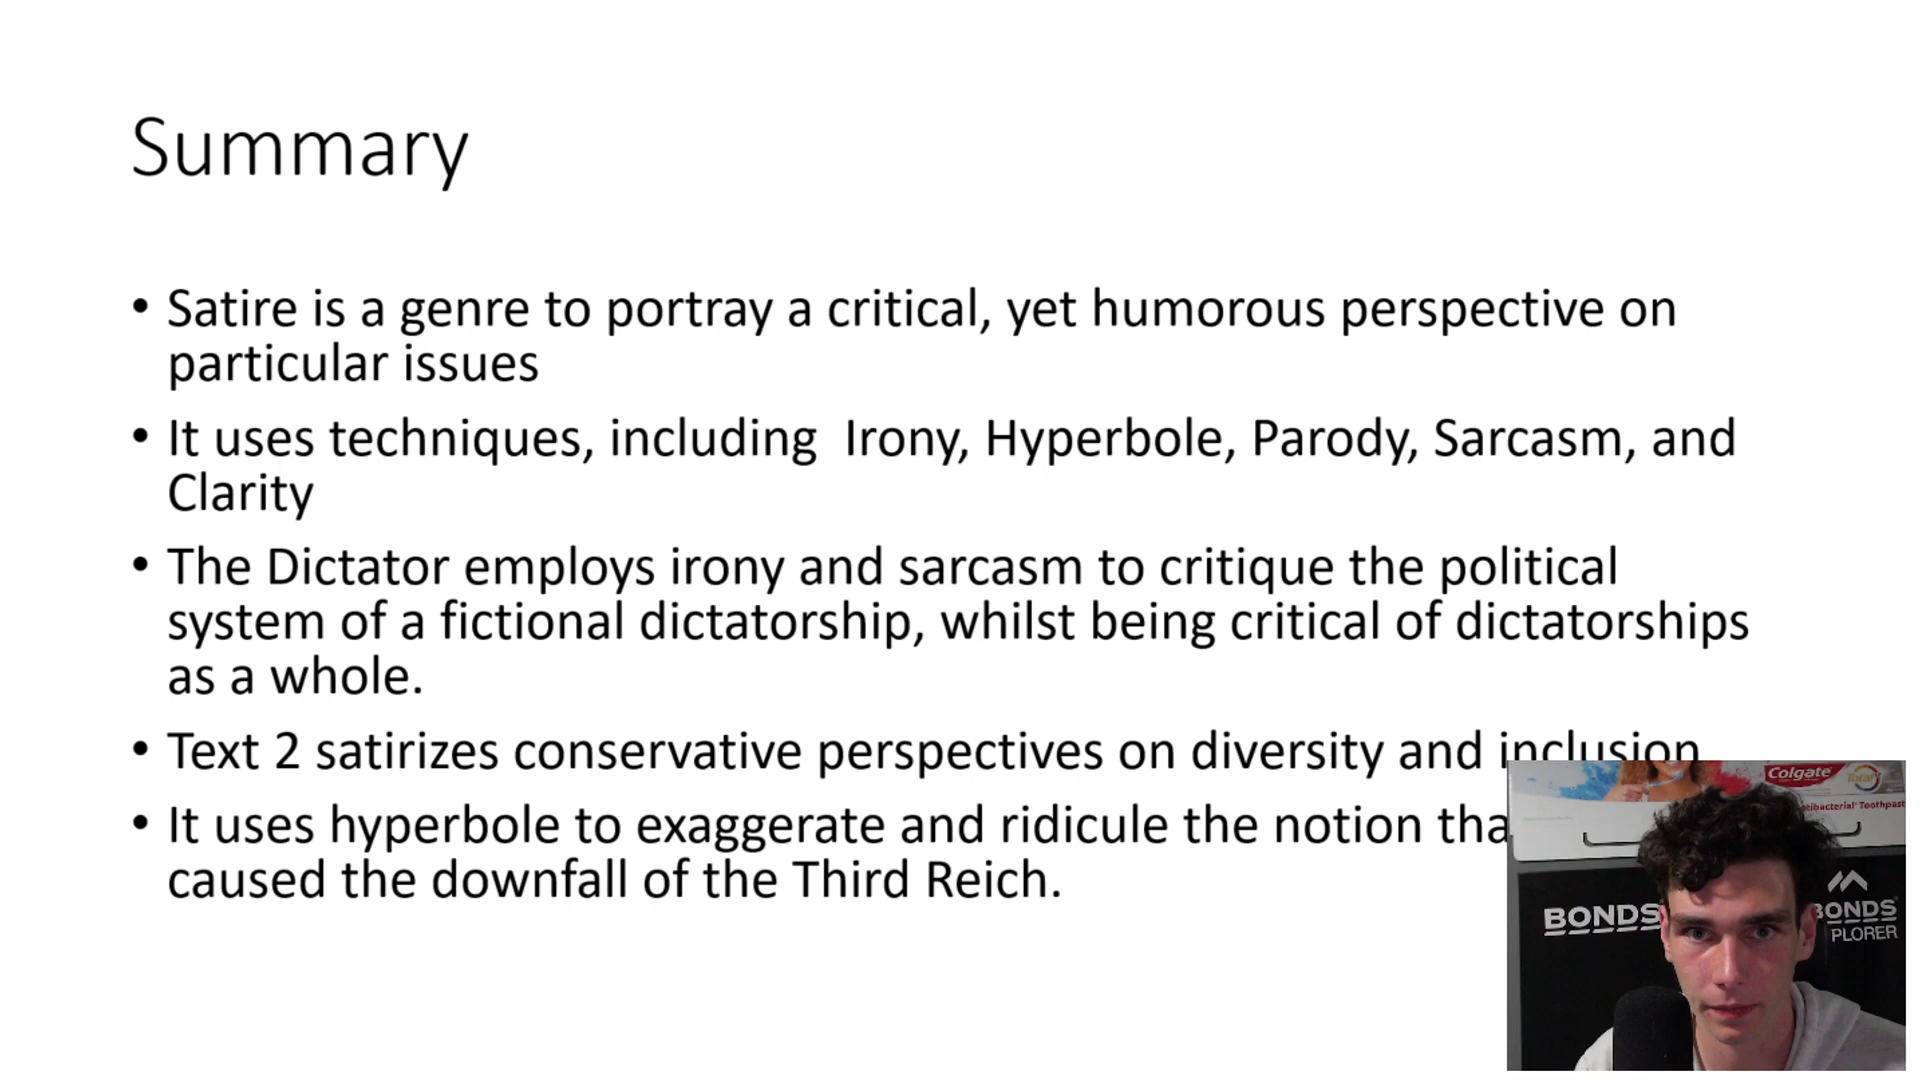 Summary
• Satire is a genre to portray a critical, yet humorous perspective on
particular issues
• It uses techniques, including  Irony, Hyperbole, Parody, Sarcasm, and
Clarity
• The Dictator employs irony and sarcasm to critique the political
system of a fictional dictatorship, whilst being critical of dictatorships
as a whole.
• Text 2 satirizes conservative perspectives on diversity and inclusion
• It uses hyperbole to exaggerate and ridicule the notion
caused the downfall of the Third Reich.
Colgate Total
Toothpast
BONDS
BONDS
PLORER